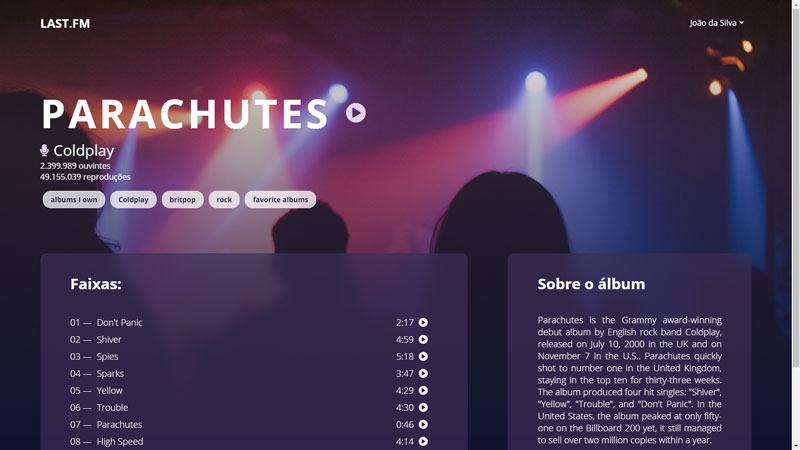 LAST.FM
João da Silva
PARACHUTES
Coldplay
2.399.989 ouvintes
49.155.039 reproduções
albums I own
Coldplay
britpop
rock
favorite albums
Faixas:
01 — Don't Panic 2:17
02 — Shiver 4:59
03 — Spies 5:18
04 — Sparks 3:47
05 — Yellow 4:29
06 — Trouble 4:30
07 — Parachutes 0:46
08 — High Speed 4:14
Sobre o álbum
Parachutes is the Grammy award-winning
debut album by English rock band Coldplay,
released on July 10, 2000 in the UK and on
November 7 in the U.S.. Parachutes quickly
shot to number one in the United Kingdom,
staying in the top ten for thirty-three weeks.
The album produced four hit singles: "Shiver",
"Yellow", "Trouble", and "Don't Panic". In the
United States, the album peaked at only fifty-
one on the Billboard 200 yet, it still managed
to sell over two million copies within a year.